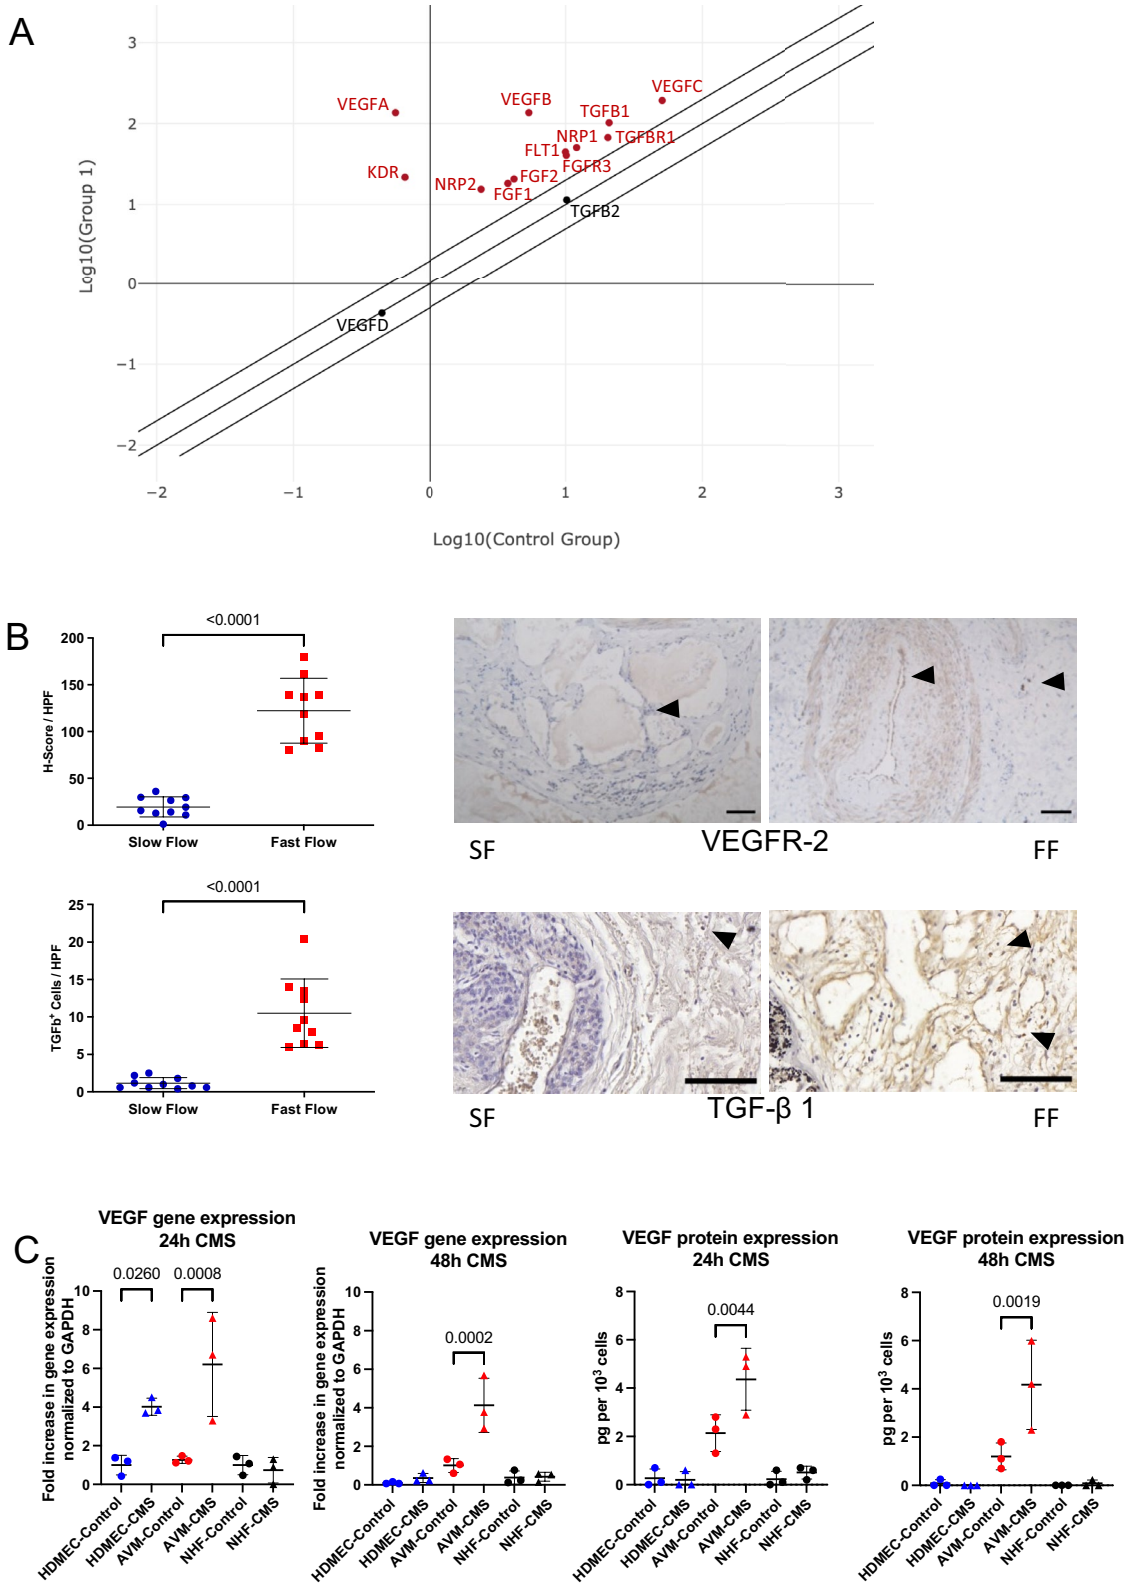 A
3
2
1
0
−1
−2
Log10(Group 1)
VEGFA
VEGFB
VEGFC
TGFB1
NRP1
TGFBR1
FLT1
FGFR3
KDR
NRP2
FGF2
FGF1
TGFB2
VEGFD
−2
−1
0
1
2
3
Log10(Control Group)
B
<0.0001
200
150
100
50
0
H-Score / HPF
Slow Flow
Fast Flow
SF
VEGFR-2
FF
<0.0001
25
20
15
10
5
0
TGFb+ Cells / HPF
Slow Flow
Fast Flow
SF
TGF-β 1
FF
C
VEGF gene expression
24h CMS
0.0260
0.0008
10
8
6
4
2
0
Fold increase in gene expression
normalized to GAPDH
HDMEC-Control
HDMEC-CMS
AVM-Control
AVM-CMS
NHF-Control
NHF-CMS
VEGF gene expression
48h CMS
0.0002
10
8
6
4
2
0
Fold increase in gene expression
normalized to GAPDH
HDMEC-Control
HDMEC-CMS
AVM-Control
AVM-CMS
NHF-Control
NHF-CMS
VEGF protein expression
24h CMS
0.0044
8
6
4
2
0
pg per 10³ cells
HDMEC-Control
HDMEC-CMS
AVM-Control
AVM-CMS
NHF-Control
NHF-CMS
VEGF protein expression
48h CMS
0.0019
8
6
4
2
0
pg per 10³ cells
HDMEC-Control
HDMEC-CMS
AVM-Control
AVM-CMS
NHF-Control
NHF-CMS